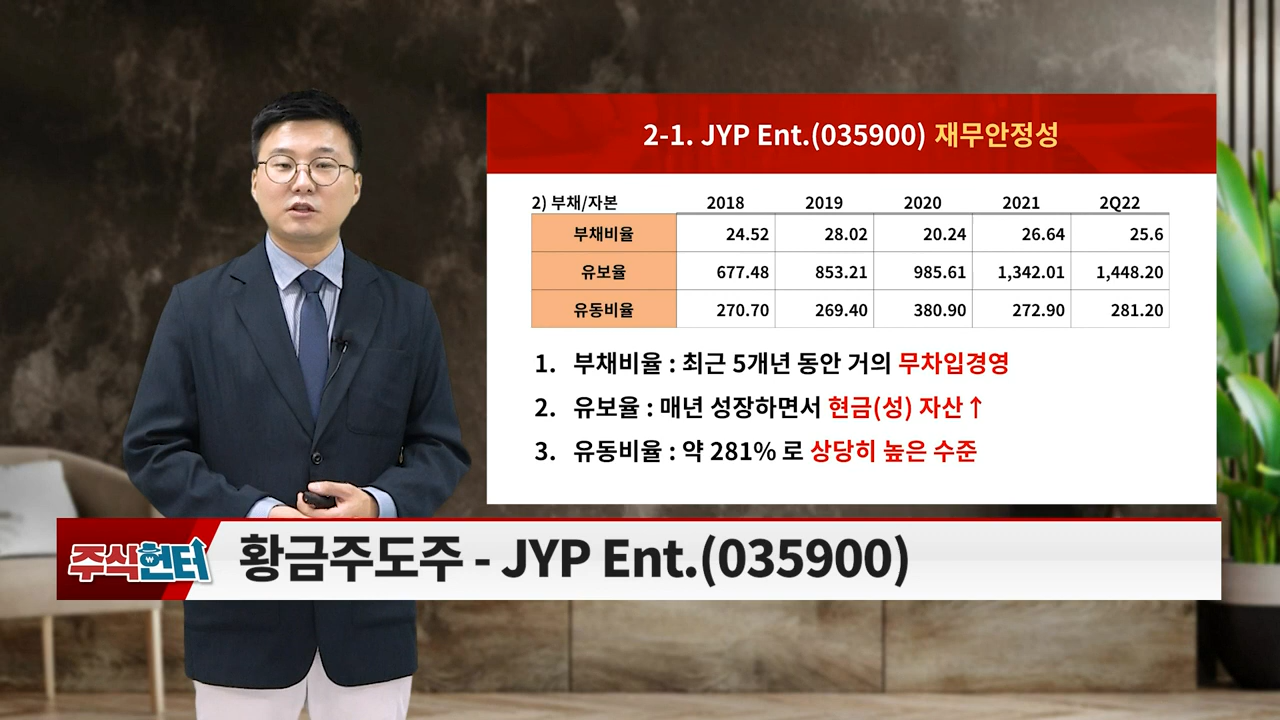 2-1. JYP Ent.(035900) 재무안정성
2) 부채/자본 2018 2019 2020 2021 2Q22
부채비율 24.52 28.02 20.24 26.64 25.6
유보율 677.48 853.21 985.61 1,342.01 1,448.20
유동비율 270.70 269.40 380.90 272.90 281.20
1. 부채비율 : 최근 5개년 동안 거의 무차입경영
2. 유보율 : 매년 성장하면서 현금(성) 자산↑
3. 유동비율 : 약 281% 로 상당히 높은 수준
주식헌터 황금주도주 - JYP Ent.(035900)